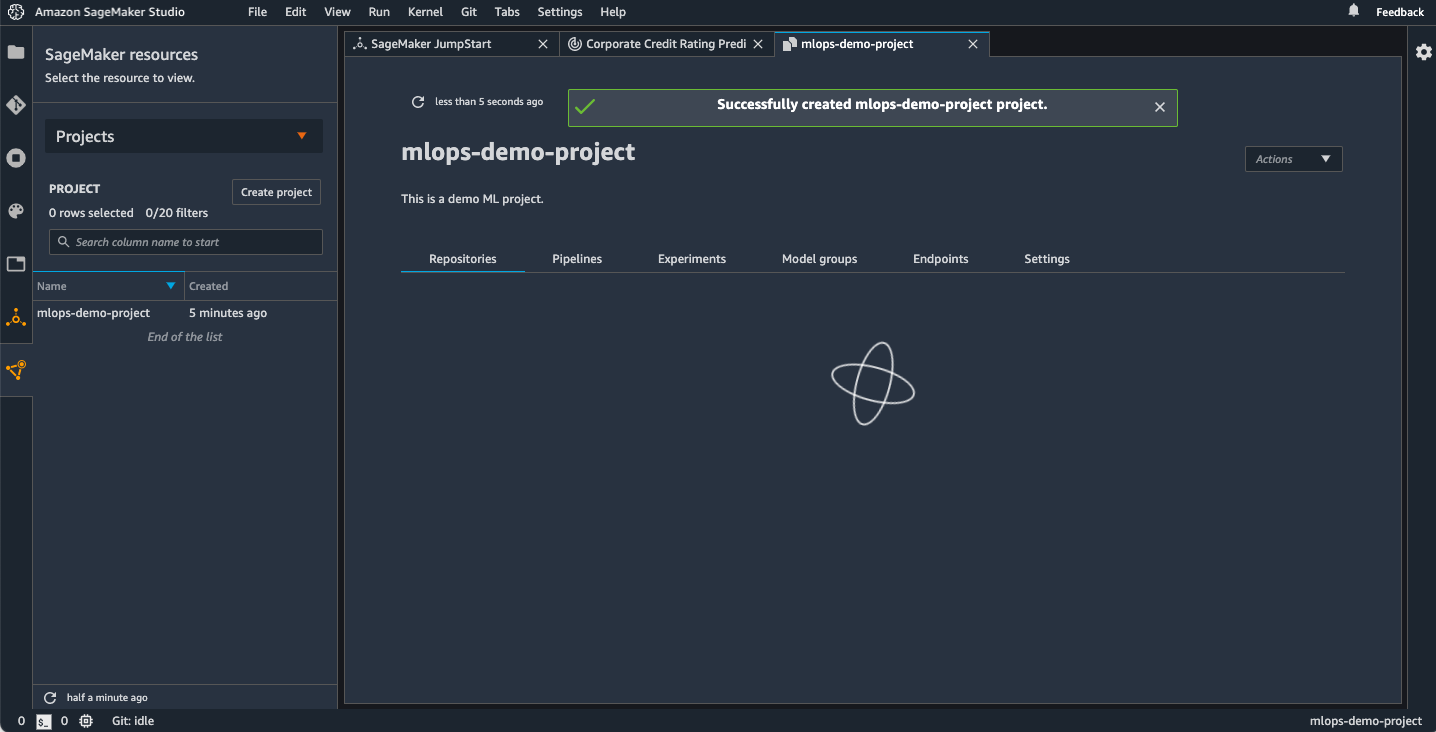 Amazon SageMaker Studio File Edit View Run Kernel Git Tabs Settings Help Feedback
SageMaker resources
Select the resource to view.
Projects
PROJECT
Create project
0 rows selected 0/20 filters
Search column name to start
Name Created
mlops-demo-project 5 minutes ago
End of the list
half a minute ago
SageMaker JumpStart Corporate Credit Rating Predi mlops-demo-project
less than 5 seconds ago
Successfully created mlops-demo-project project.
mlops-demo-project
Actions
This is a demo ML project.
Repositories Pipelines Experiments Model groups Endpoints Settings
0 $_ 0 Git: idle mlops-demo-project